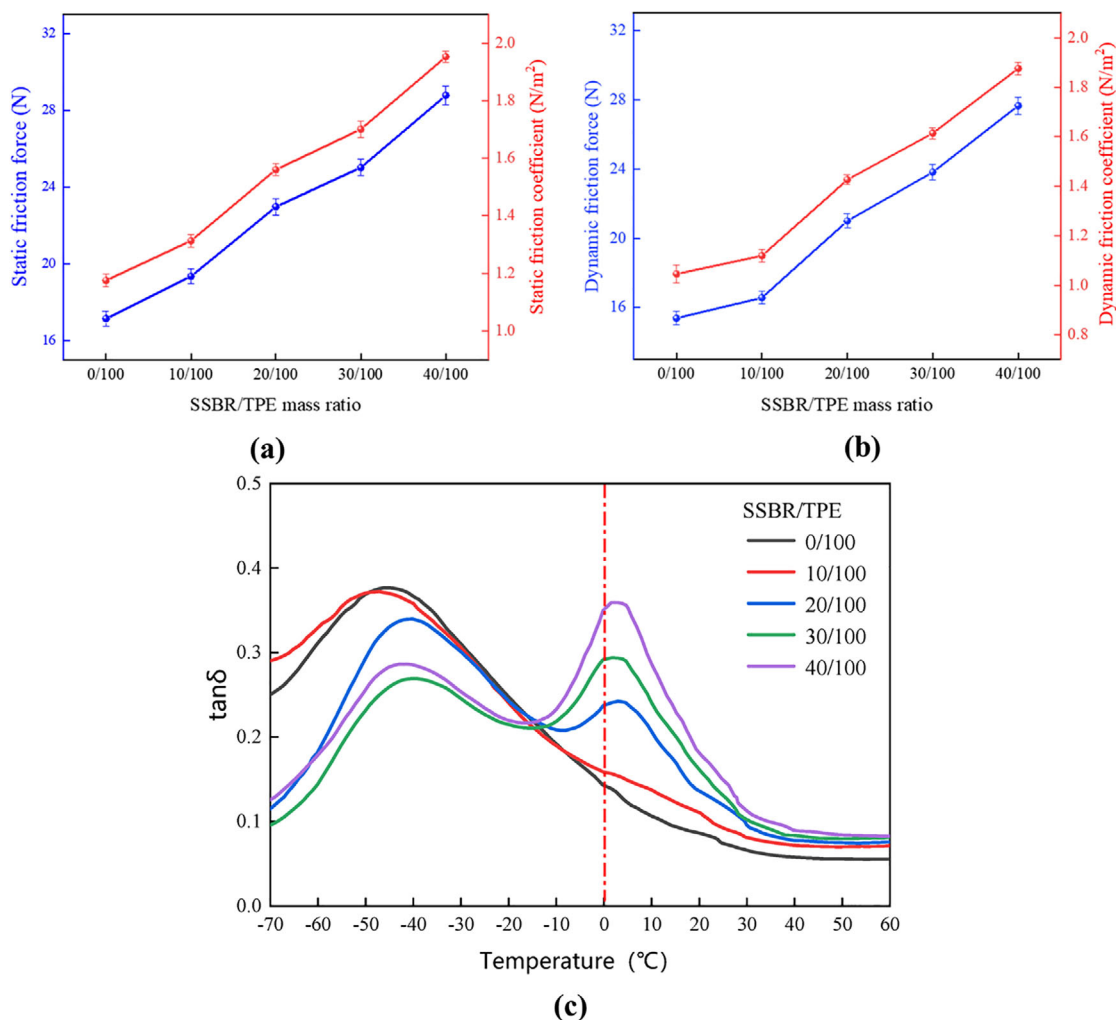 Static friction force (N)
32
28
24
20
16
0/100 10/100 20/100 30/100 40/100
SSBR/TPE mass ratio
2.0
1.8
1.6
1.4
1.2
1.0
Static friction coefficient (N/m²)
(a)
Dynamic friction force (N)
32
28
24
20
16
0/100 10/100 20/100 30/100 40/100
SSBR/TPE mass ratio
2.0
1.8
1.6
1.4
1.2
1.0
0.8
Dynamic friction coefficient (N/m²)
(b)
tanδ
0.5
0.4
0.3
0.2
0.1
0.0
SSBR/TPE
0/100
10/100
20/100
30/100
40/100
-70 -60 -50 -40 -30 -20 -10 0 10 20 30 40 50 60
Temperature (℃)
(c)